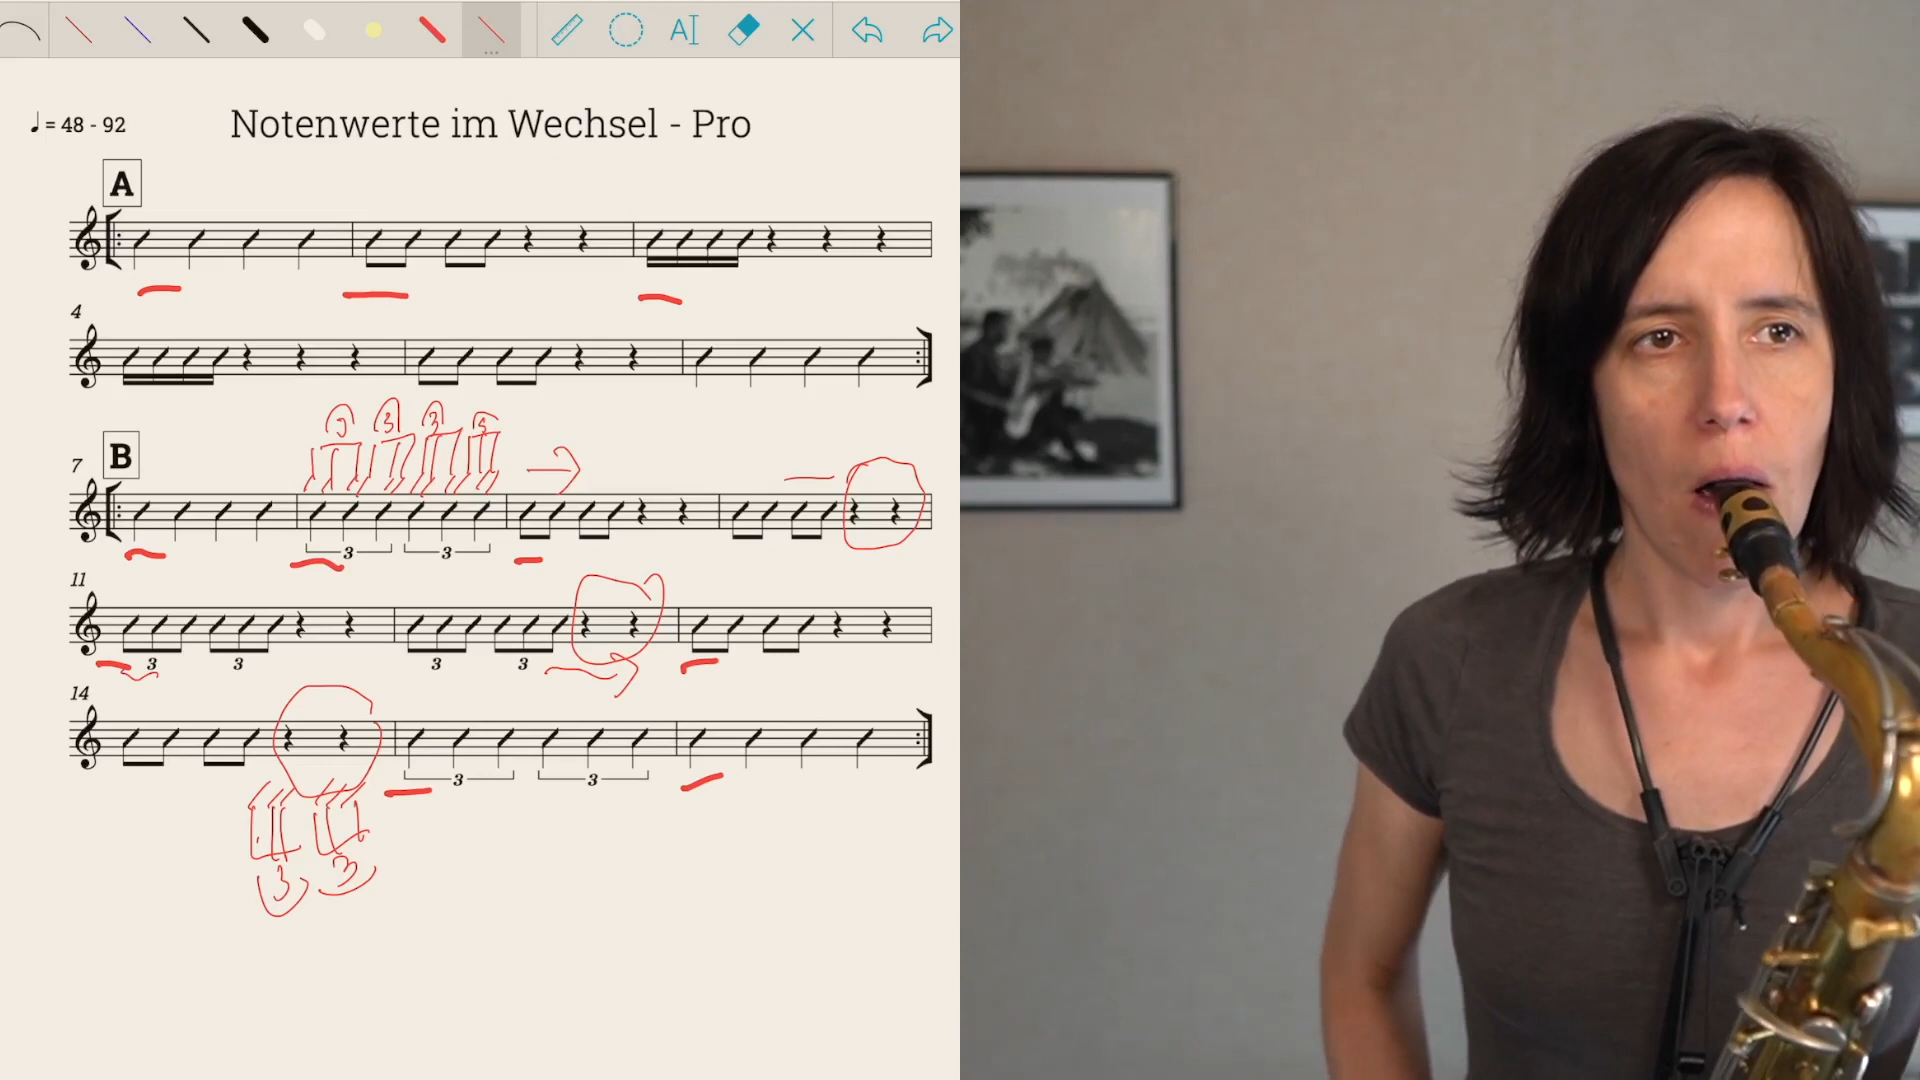 AI
♩ = 48 - 92
Notenwerte im Wechsel - Pro
A
4
3 3 3
B
7
3 3
11
3 3 3 3
14
3 3
3 3